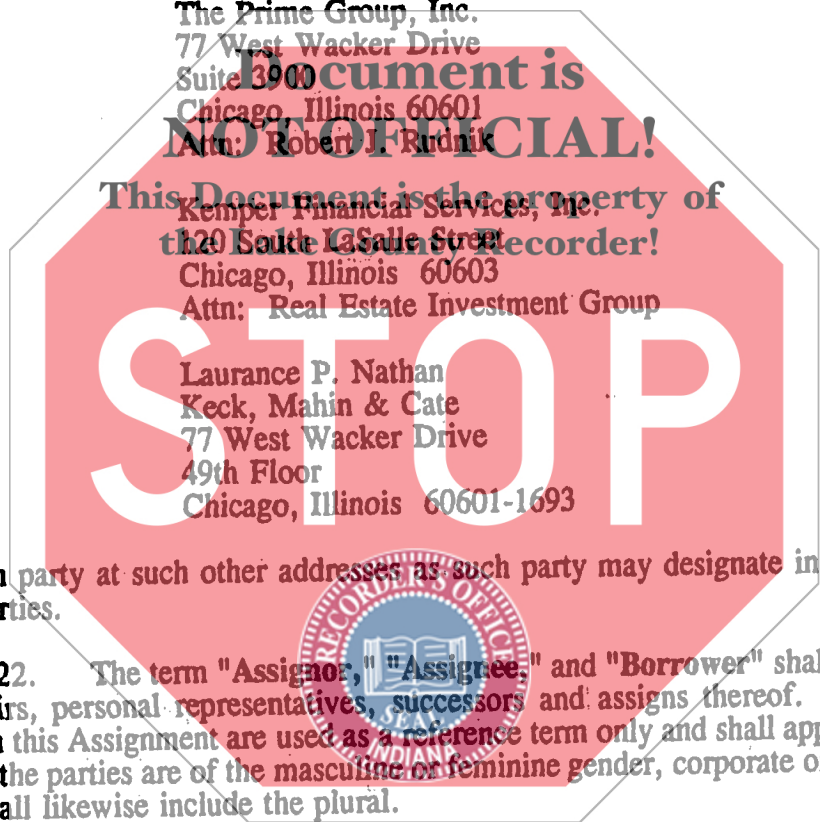 The Prime Group, Inc.
77 West Wacker Drive
Suite 3900
Chicago, Illinois 60601
Attn: Robert J. Rudnik
Document is
NOT OFFICIAL!
This Document is the property of
the Lake County Recorder!
Kemper Financial Services, Inc.
120 South LaSalle Street
Chicago, Illinois 60603
Attn: Real Estate Investment Group
STOP
Laurance P. Nathan
Keck, Mahin & Cate
77 West Wacker Drive
49th Floor
Chicago, Illinois 60601-1693
party at such other addresses as such party may designate in
rties.
22. The term "Assignor," "Assignee," and "Borrower" shal
irs, personal representatives, successors and assigns thereof.
this Assignment are used as a reference term only and shall app
the parties are of the masculine or feminine gender, corporate o
all likewise include the plural.
RECORDER'S OFFICE
SEAL
INDIANA